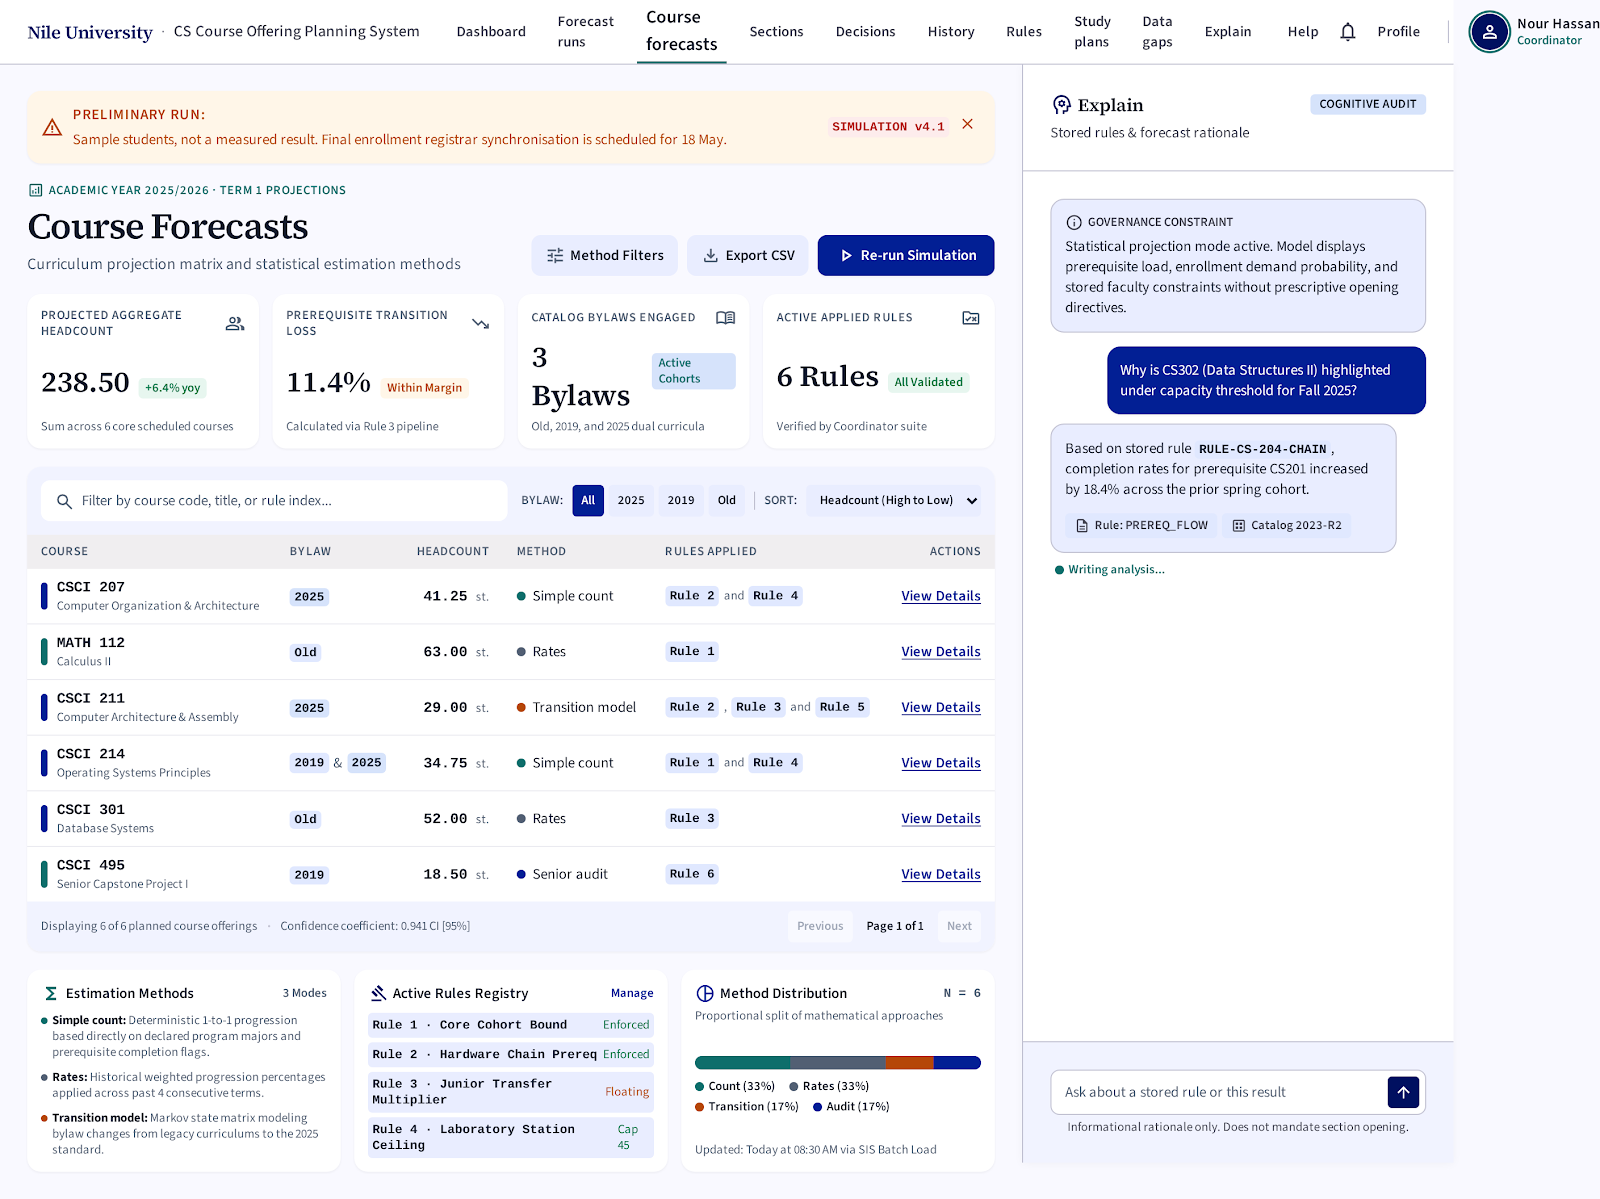 Nile University · CS Course Offering Planning System
Dashboard
Forecast
runs
Course
forecasts
Sections
Decisions
History
Rules
Study
plans
Data
gaps
Explain
Help
Profile
Nour Hassan
Coordinator
PRELIMINARY RUN:
Sample students, not a measured result. Final enrollment registrar synchronisation is scheduled for 18 May.
SIMULATION v4.1
ACADEMIC YEAR 2025/2026 · TERM 1 PROJECTIONS
Course Forecasts
Curriculum projection matrix and statistical estimation methods
Method Filters
Export CSV
Re-run Simulation
PROJECTED AGGREGATE
HEADCOUNT
238.50 +6.4% yoy
Sum across 6 core scheduled courses
PREREQUISITE TRANSITION
LOSS
11.4% Within Margin
Calculated via Rule 3 pipeline
CATALOG BYLAWS ENGAGED
3
Bylaws
Active
Cohorts
Old, 2019, and 2025 dual curricula
ACTIVE APPLIED RULES
6 Rules All Validated
Verified by Coordinator suite
Filter by course code, title, or rule index...
BYLAW: All 2025 2019 Old
SORT: Headcount (High to Low)
COURSE BYLAW HEADCOUNT METHOD RULES APPLIED ACTIONS
CSCI 207
Computer Organization & Architecture
2025 41.25 st. Simple count Rule 2 and Rule 4 View Details
MATH 112
Calculus II
Old 63.00 st. Rates Rule 1 View Details
CSCI 211
Computer Architecture & Assembly
2025 29.00 st. Transition model Rule 2 , Rule 3 and Rule 5 View Details
CSCI 214
Operating Systems Principles
2019 & 2025 34.75 st. Simple count Rule 1 and Rule 4 View Details
CSCI 301
Database Systems
Old 52.00 st. Rates Rule 3 View Details
CSCI 495
Senior Capstone Project I
2019 18.50 st. Senior audit Rule 6 View Details
Displaying 6 of 6 planned course offerings · Confidence coefficient: 0.941 CI [95%]
Previous Page 1 of 1 Next
Estimation Methods 3 Modes
Simple count: Deterministic 1-to-1 progression
based directly on declared program majors and
prerequisite completion flags.
Rates: Historical weighted progression percentages
applied across past 4 consecutive terms.
Transition model: Markov state matrix modeling
bylaw changes from legacy curriculums to the 2025
standard.
Active Rules Registry Manage
Rule 1 · Core Cohort Bound Enforced
Rule 2 · Hardware Chain Prereq Enforced
Rule 3 · Junior Transfer
Multiplier
Floating
Rule 4 · Laboratory Station
Ceiling
Cap
45
Method Distribution N = 6
Proportional split of mathematical approaches
Count (33%) Rates (33%)
Transition (17%) Audit (17%)
Updated: Today at 08:30 AM via SIS Batch Load
Explain COGNITIVE AUDIT
Stored rules & forecast rationale
GOVERNANCE CONSTRAINT
Statistical projection mode active. Model displays
prerequisite load, enrollment demand probability, and
stored faculty constraints without prescriptive opening
directives.
Why is CS302 (Data Structures II) highlighted
under capacity threshold for Fall 2025?
Based on stored rule RULE-CS-204-CHAIN ,
completion rates for prerequisite CS201 increased
by 18.4% across the prior spring cohort.
Rule: PREREQ_FLOW Catalog 2023-R2
Writing analysis...
Ask about a stored rule or this result
Informational rationale only. Does not mandate section opening.